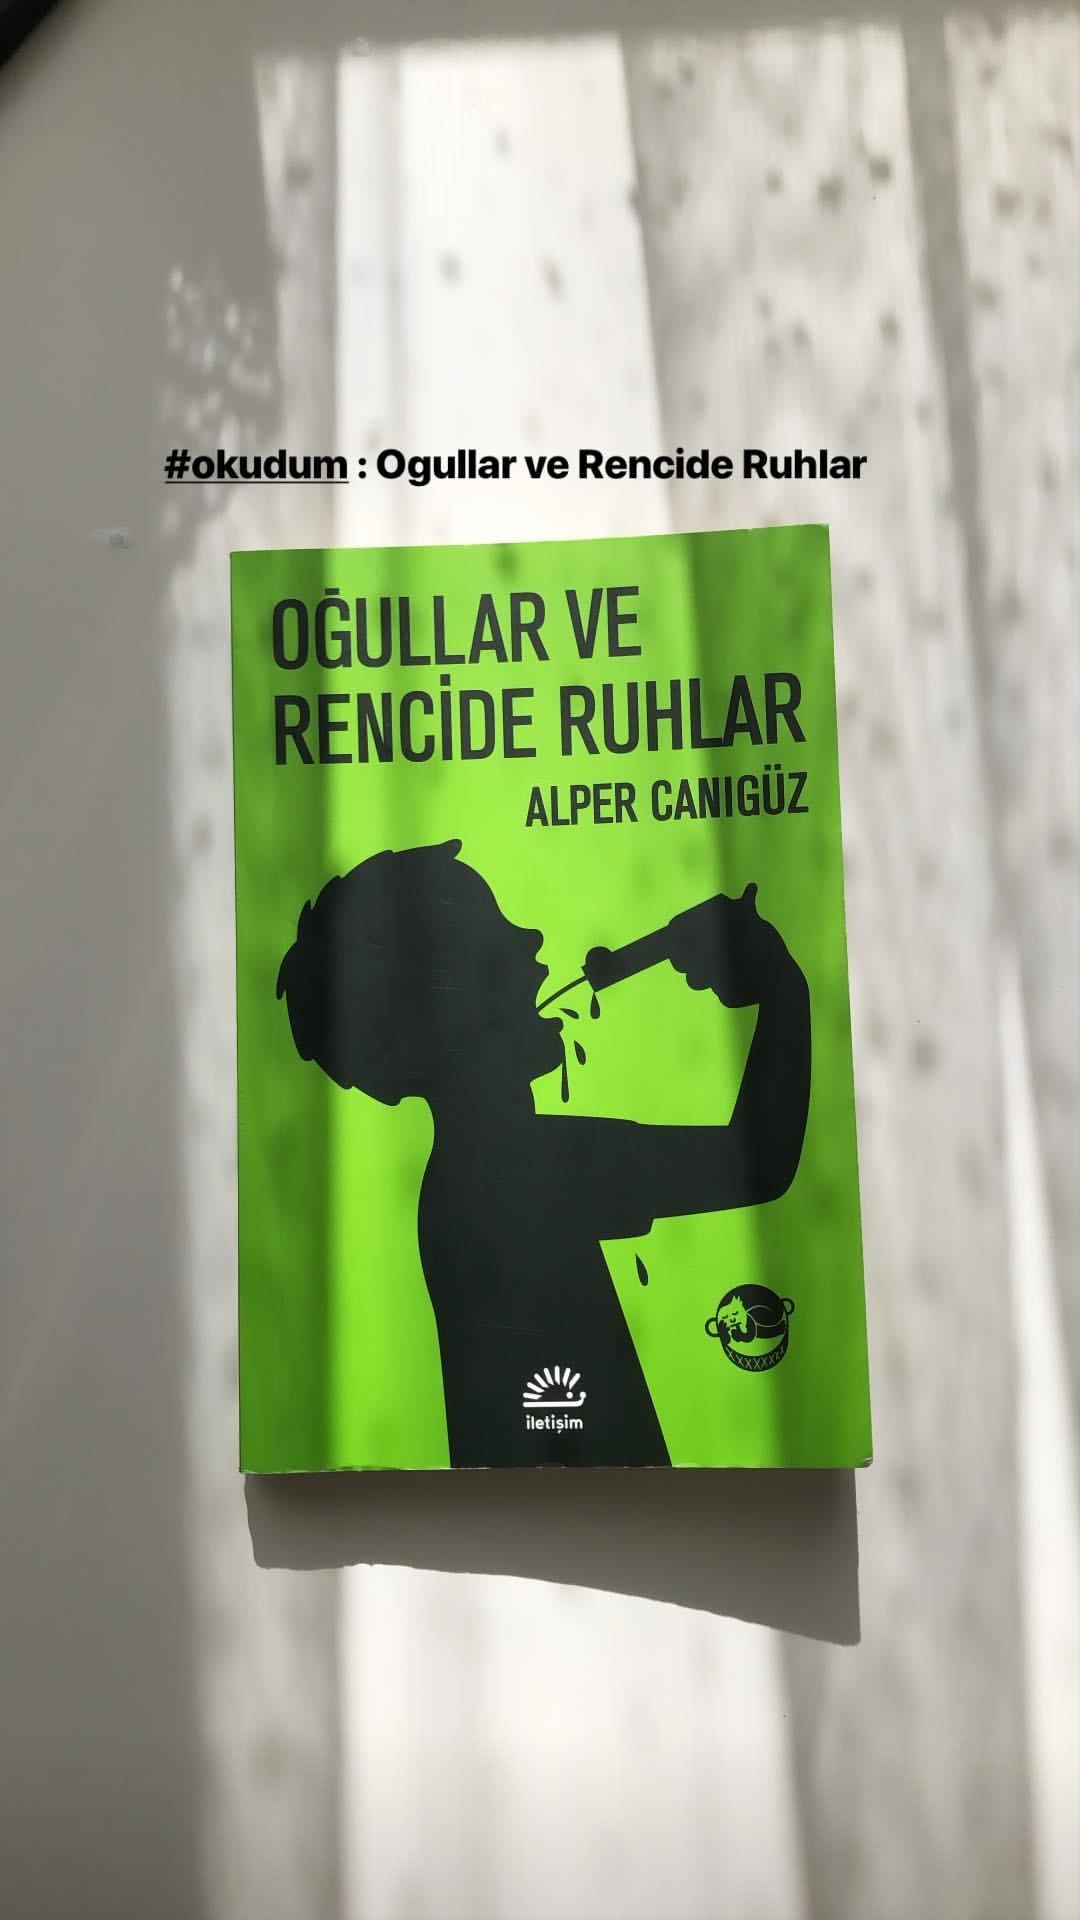 #okudum : Ogullar ve Rencide Ruhlar
OĞULLAR VE
RENCİDE RUHLAR
ALPER CANIGÜZ
iletişim